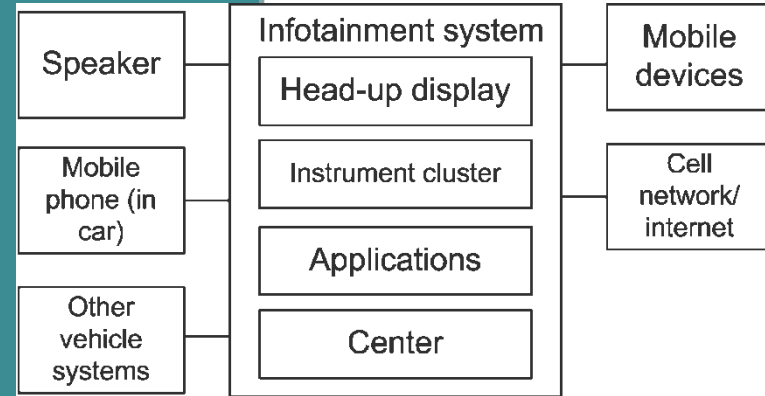 Speaker
Mobile
phone (in
car)
Other
vehicle
systems
Infotainment system
Head-up display
Instrument cluster
Applications
Center
Mobile
devices
Cell
network/
internet